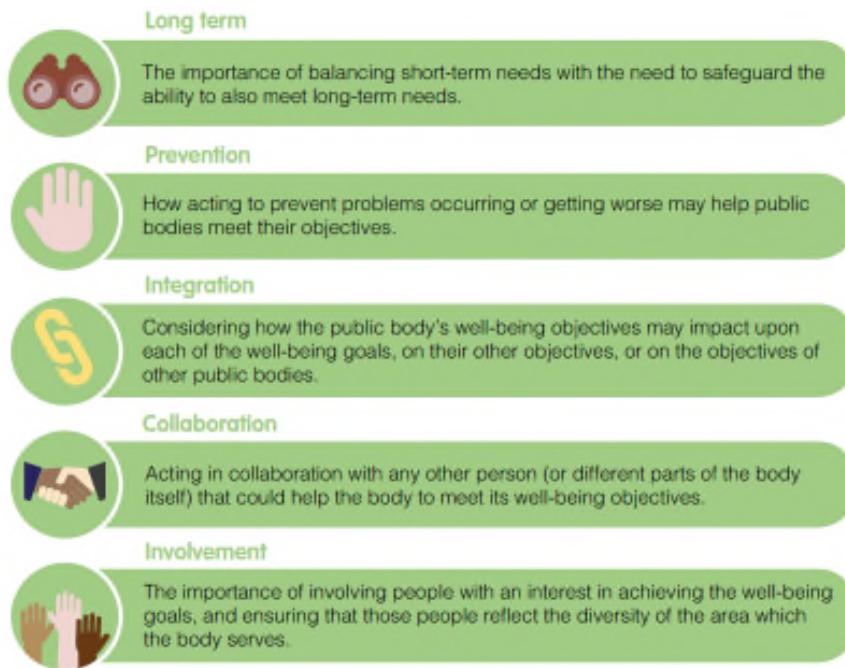 Long term
The importance of balancing short-term needs with the need to safeguard the
ability to also meet long-term needs.
Prevention
How acting to prevent problems occurring or getting worse may help public
bodies meet their objectives.
Integration
Considering how the public body's well-being objectives may impact upon
each of the well-being goals, on their other objectives, or on the objectives of
other public bodies.
Collaboration
Acting in collaboration with any other person (or different parts of the body
itself) that could help the body to meet its well-being objectives.
Involvement
The importance of involving people with an interest in achieving the well-being
goals, and ensuring that those people reflect the diversity of the area which
the body serves.